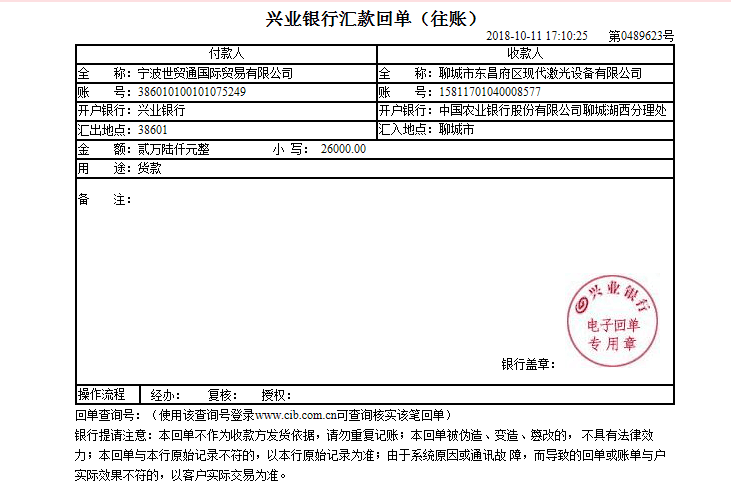 兴业银行汇款回单（往账）
2018-10-11 17:10:25 第0489623号
付款人 收款人
全 称：宁波世贸通国际贸易有限公司 全 称：聊城市东昌府区现代激光设备有限公司
账 号：386010100101075249 账 号：15811701040008577
开户银行：兴业银行 开户银行：中国农业银行股份有限公司聊城湖西分理处
汇出地点：38601 汇入地点：聊城市
金 额：贰万陆仟元整 小 写： 26000.00
用 途：货款
备 注：
兴业银行
电子回单
专用章
银行盖章：
操作流程 经办： 复核： 授权：
回单查询号：（使用该查询号登录www.cib.com.cn可查询核实该笔回单）
银行提请注意：本回单不作为收款方发货依据，请勿重复记账；本回单被伪造、变造、篡改的，不具有法律效
力；本回单与本行原始记录不符的，以本行原始记录为准；由于系统原因或通讯故 障，而导致的回单或账单与户
实际效果不符的，以客户实际交易为准。